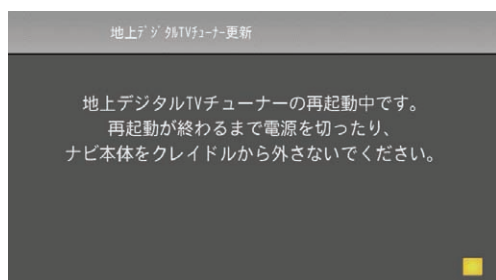 地上ﾃﾞｼﾞﾀﾙTVﾁｭｰﾅｰ更新
地上デジタルTVチューナーの再起動中です。
再起動が終わるまで電源を切ったり、
ナビ本体をクレイドルから外さないでください。